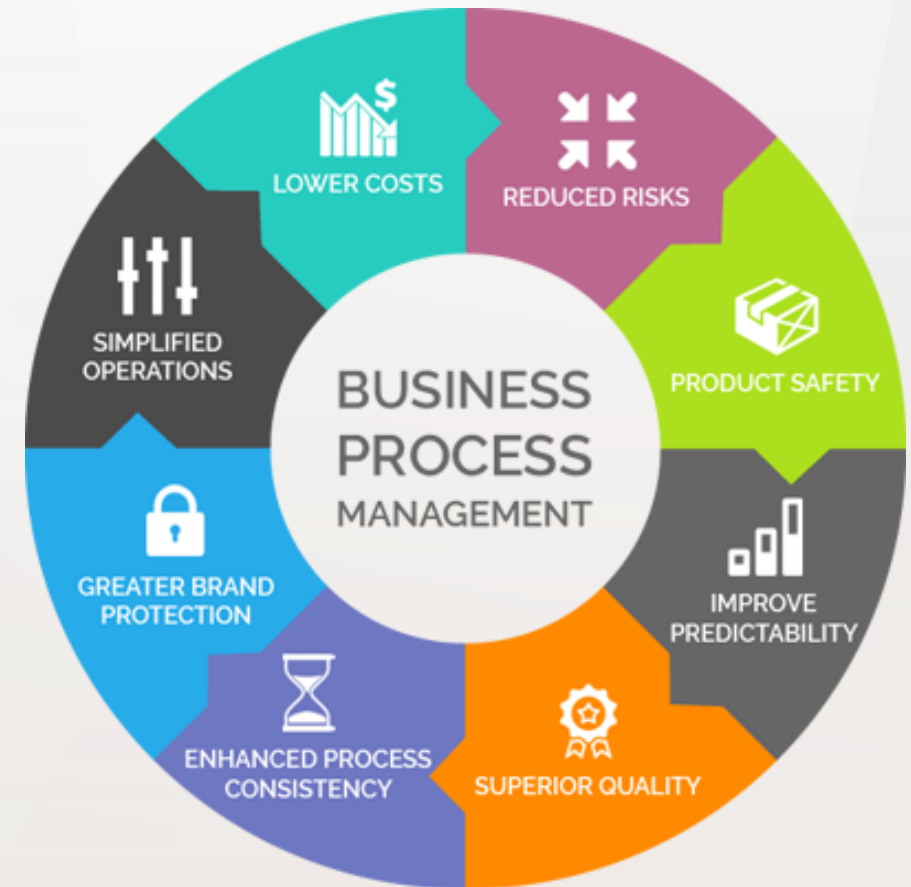 BUSINESS
PROCESS
MANAGEMENT
LOWER COSTS
$
REDUCED RISKS
PRODUCT SAFETY
IMPROVE
PREDICTABILITY
SUPERIOR QUALITY
ENHANCED PROCESS
CONSISTENCY
GREATER BRAND
PROTECTION
SIMPLIFIED
OPERATIONS